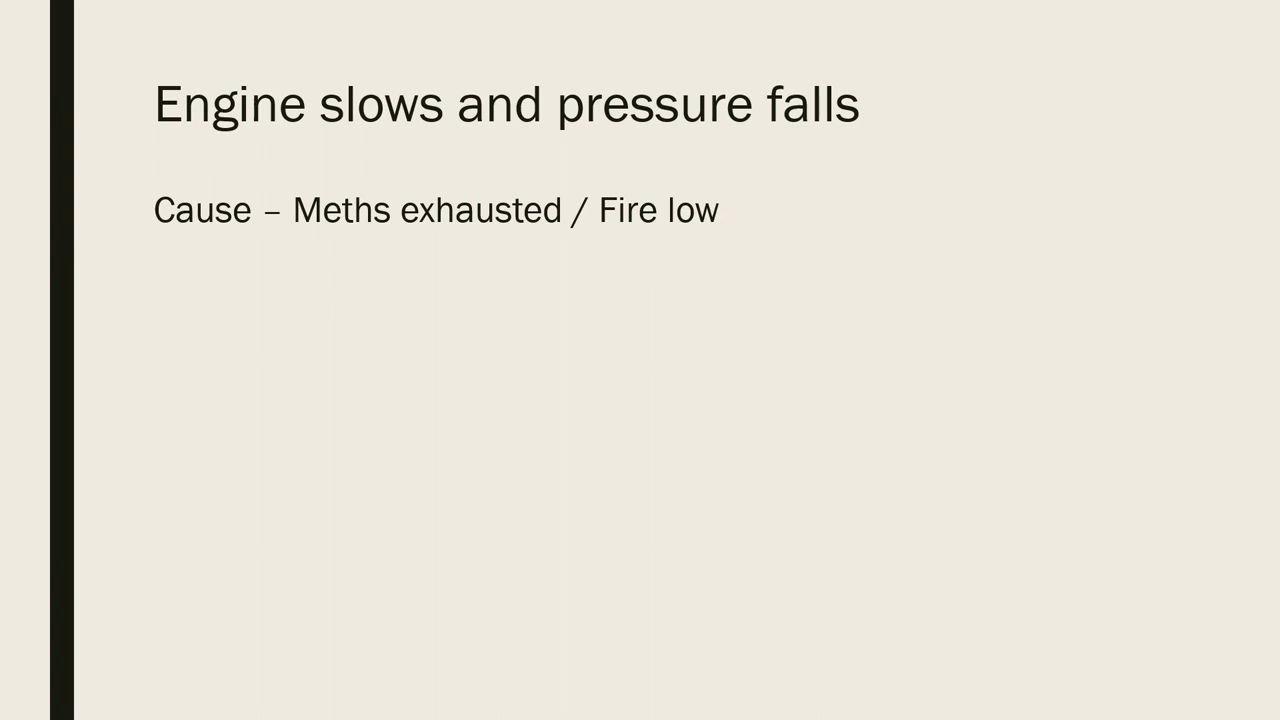 Engine slows and pressure falls
Cause – Meths exhausted / Fire low